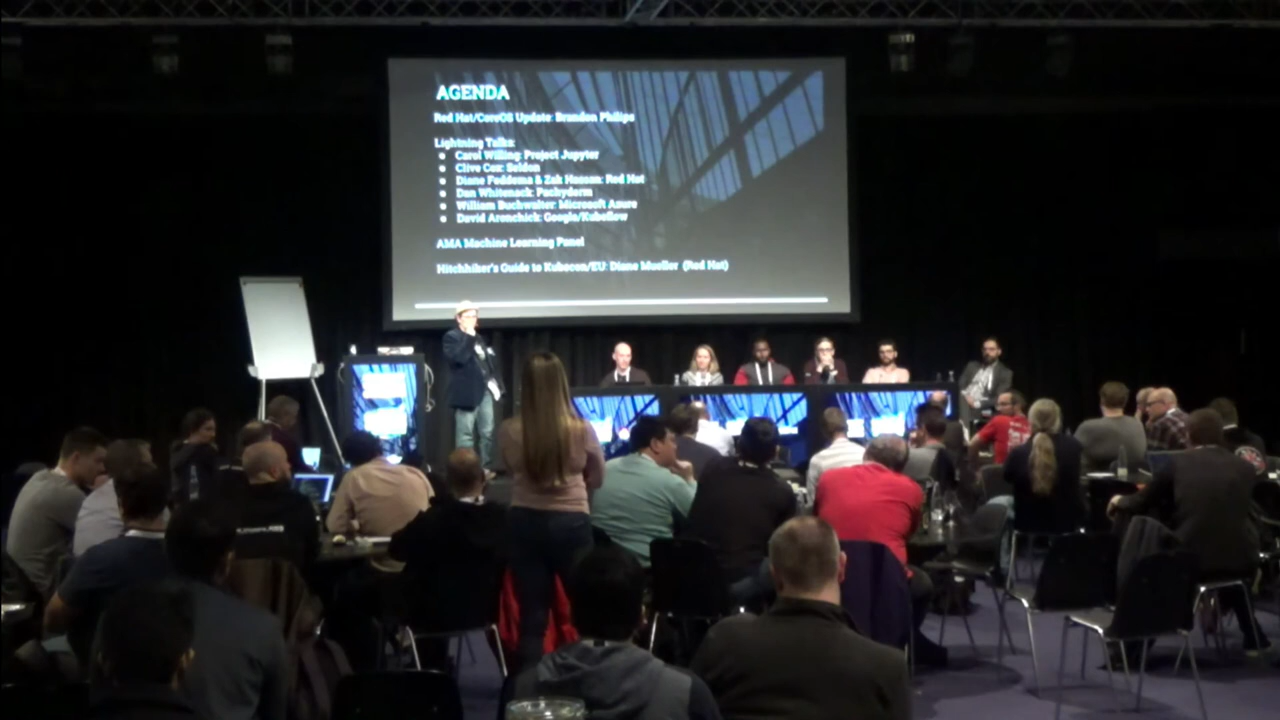 AGENDA
Red Hat/CoreOS Update: Brandon Philips
Lightning Talks:
Carol Willing: Project Jupyter
Clive Cox: Seldon
Diane Feddema & Zak Hassan: Red Hat
Dan Whitenack: Pachyderm
William Buchwalter: Microsoft Azure
David Aronchick: Google/Kubeflow
AMA Machine Learning Panel
Hitchhiker's Guide to Kubecon/EU: Diane Mueller (Red Hat)